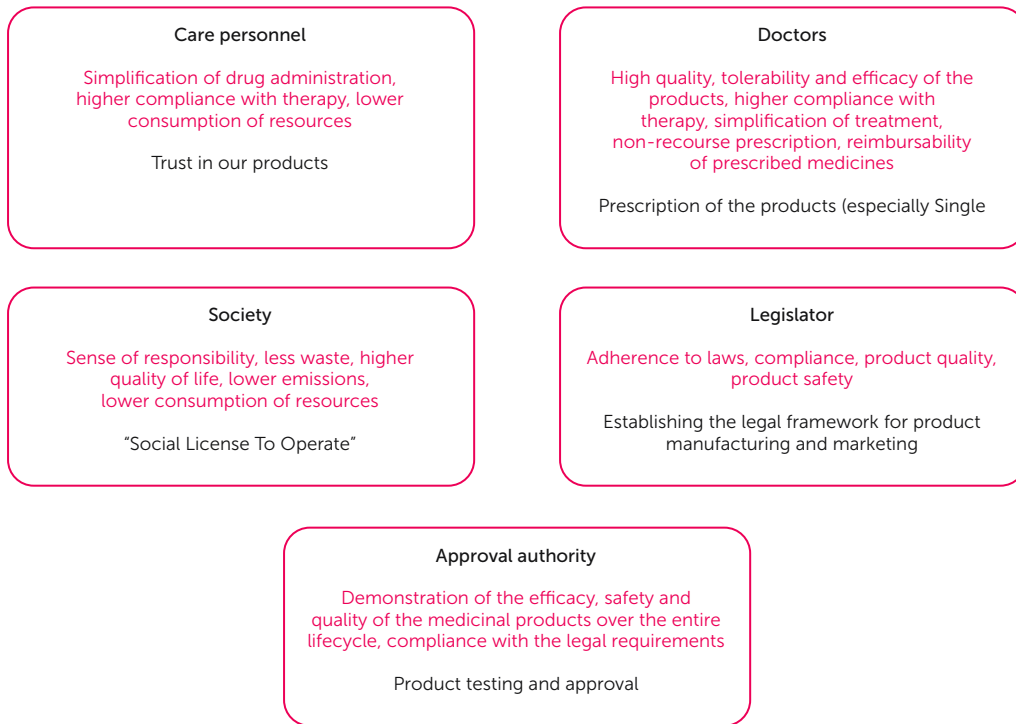 Care personnel
Simplification of drug administration,
higher compliance with therapy, lower
consumption of resources
Trust in our products
Doctors
High quality, tolerability and efficacy of the
products, higher compliance with
therapy, simplification of treatment,
non-recourse prescription, reimbursability
of prescribed medicines
Prescription of the products (especially Single
Society
Sense of responsibility, less waste, higher
quality of life, lower emissions,
lower consumption of resources
“Social License To Operate”
Legislator
Adherence to laws, compliance, product quality,
product safety
Establishing the legal framework for product
manufacturing and marketing
Approval authority
Demonstration of the efficacy, safety and
quality of the medicinal products over the entire
lifecycle, compliance with the legal requirements
Product testing and approval